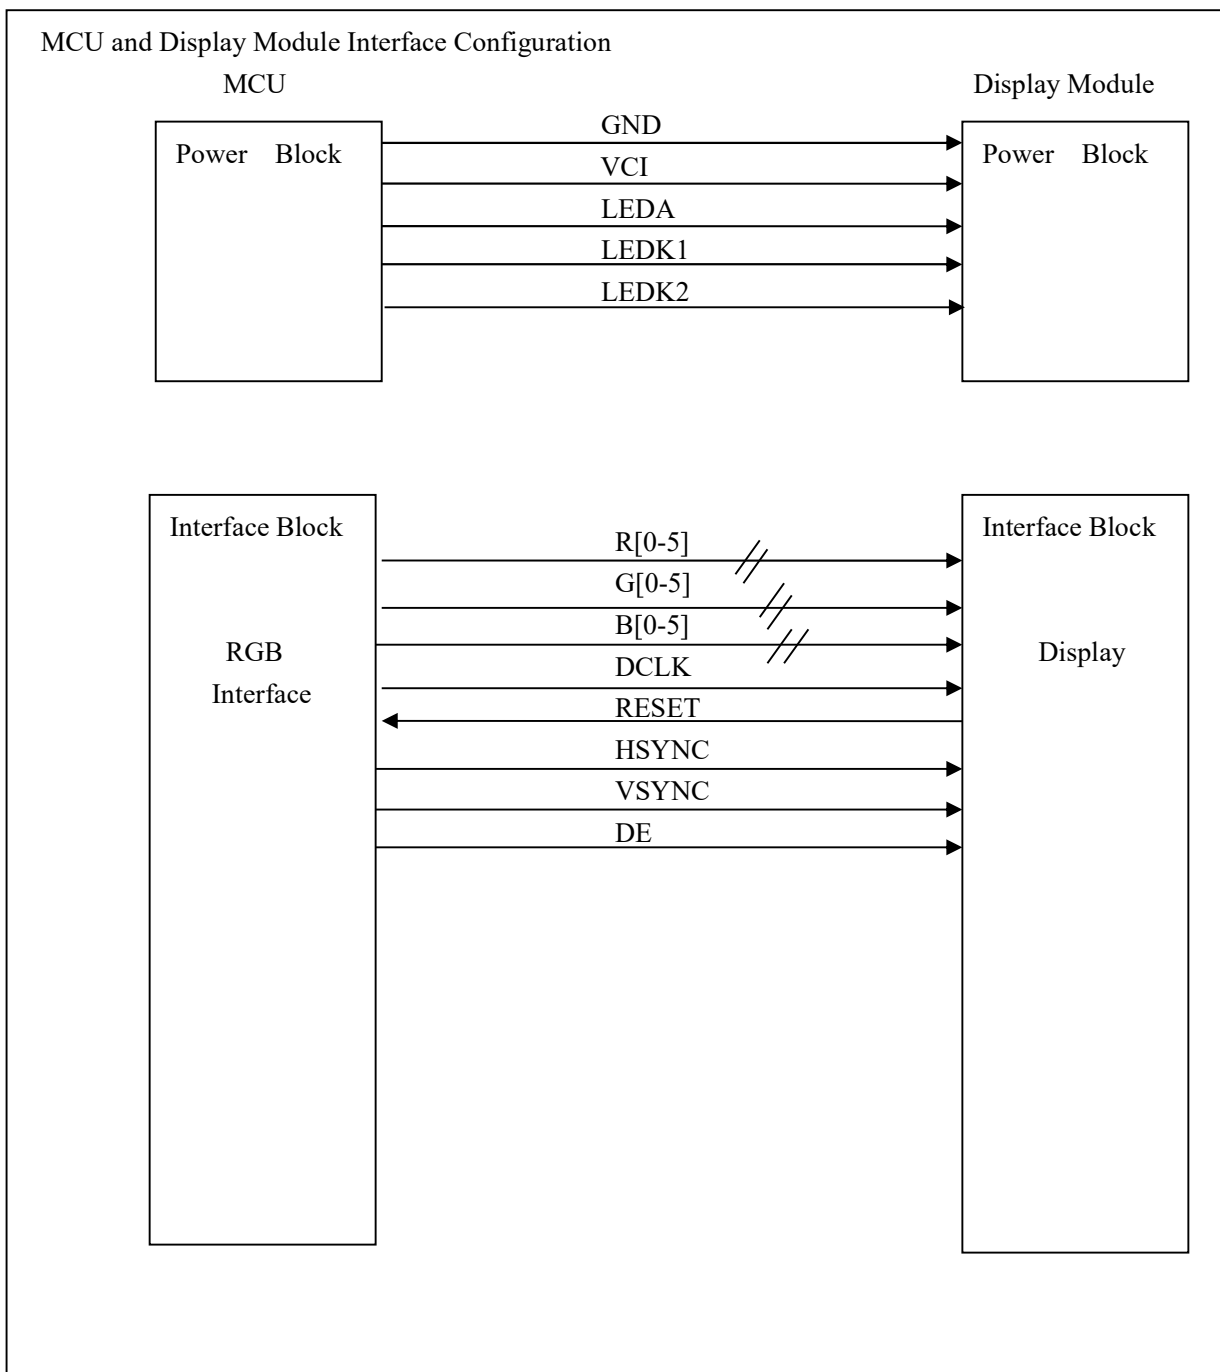 MCU and Display Module Interface Configuration
MCU
Display Module
Power Block
GND
VCI
LEDA
LEDK1
LEDK2
Power Block
Interface Block
RGB
Interface
R[0-5]
G[0-5]
B[0-5]
DCLK
RESET
HSYNC
VSYNC
DE
Interface Block
Display